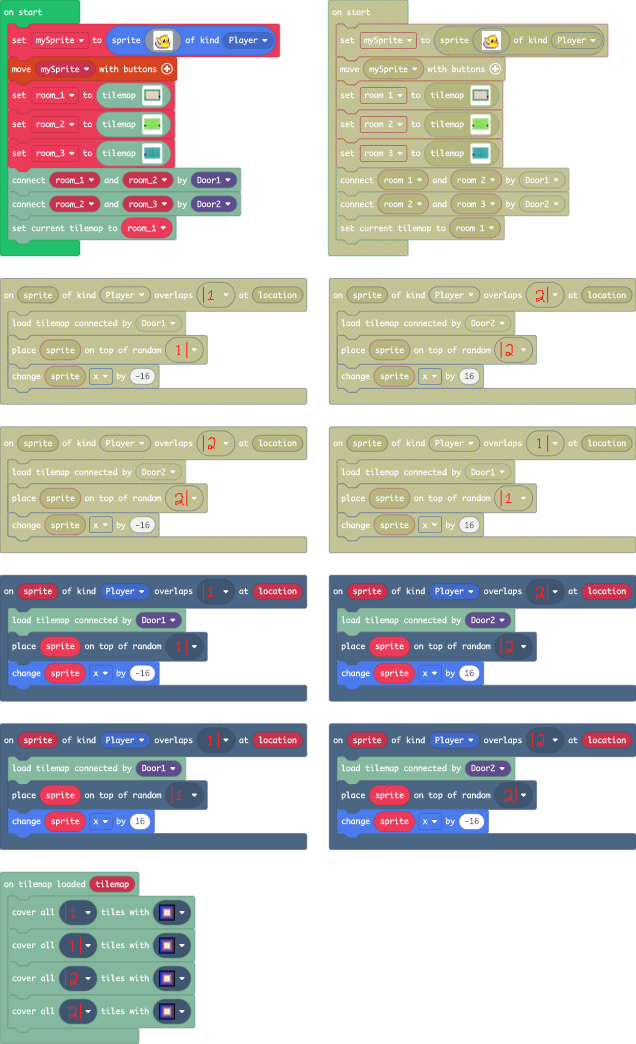 on start
set mySprite to sprite of kind Player
move mySprite with buttons
set room_1 to tilemap
set room_2 to tilemap
set room_3 to tilemap
connect room_1 and room_2 by Door1
connect room_2 and room_3 by Door2
set current tilemap to room_1
on start
set mySprite to sprite of kind Player
move mySprite with buttons
set room 1 to tilemap
set room 2 to tilemap
set room 3 to tilemap
connect room 1 and room 2 by Door1
connect room 2 and room 3 by Door2
set current tilemap to room 1
on sprite of kind Player overlaps |1 at location
load tilemap connected by Door1
place sprite on top of random 1|
change sprite x by -16
on sprite of kind Player overlaps 2| at location
load tilemap connected by Door2
place sprite on top of random |2
change sprite x by 16
on sprite of kind Player overlaps |2 at location
load tilemap connected by Door2
place sprite on top of random 2|
change sprite x by -16
on sprite of kind Player overlaps 1| at location
load tilemap connected by Door1
place sprite on top of random |1
change sprite x by 16
on sprite of kind Player overlaps |1 at location
load tilemap connected by Door1
place sprite on top of random 1|
change sprite x by -16
on sprite of kind Player overlaps 2| at location
load tilemap connected by Door2
place sprite on top of random |2
change sprite x by 16
on sprite of kind Player overlaps 1| at location
load tilemap connected by Door1
place sprite on top of random |1
change sprite x by 16
on sprite of kind Player overlaps |2 at location
load tilemap connected by Door2
place sprite on top of random 2|
change sprite x by -16
on tilemap loaded tilemap
cover all |1 tiles with
cover all 1| tiles with
cover all |2 tiles with
cover all 2| tiles with